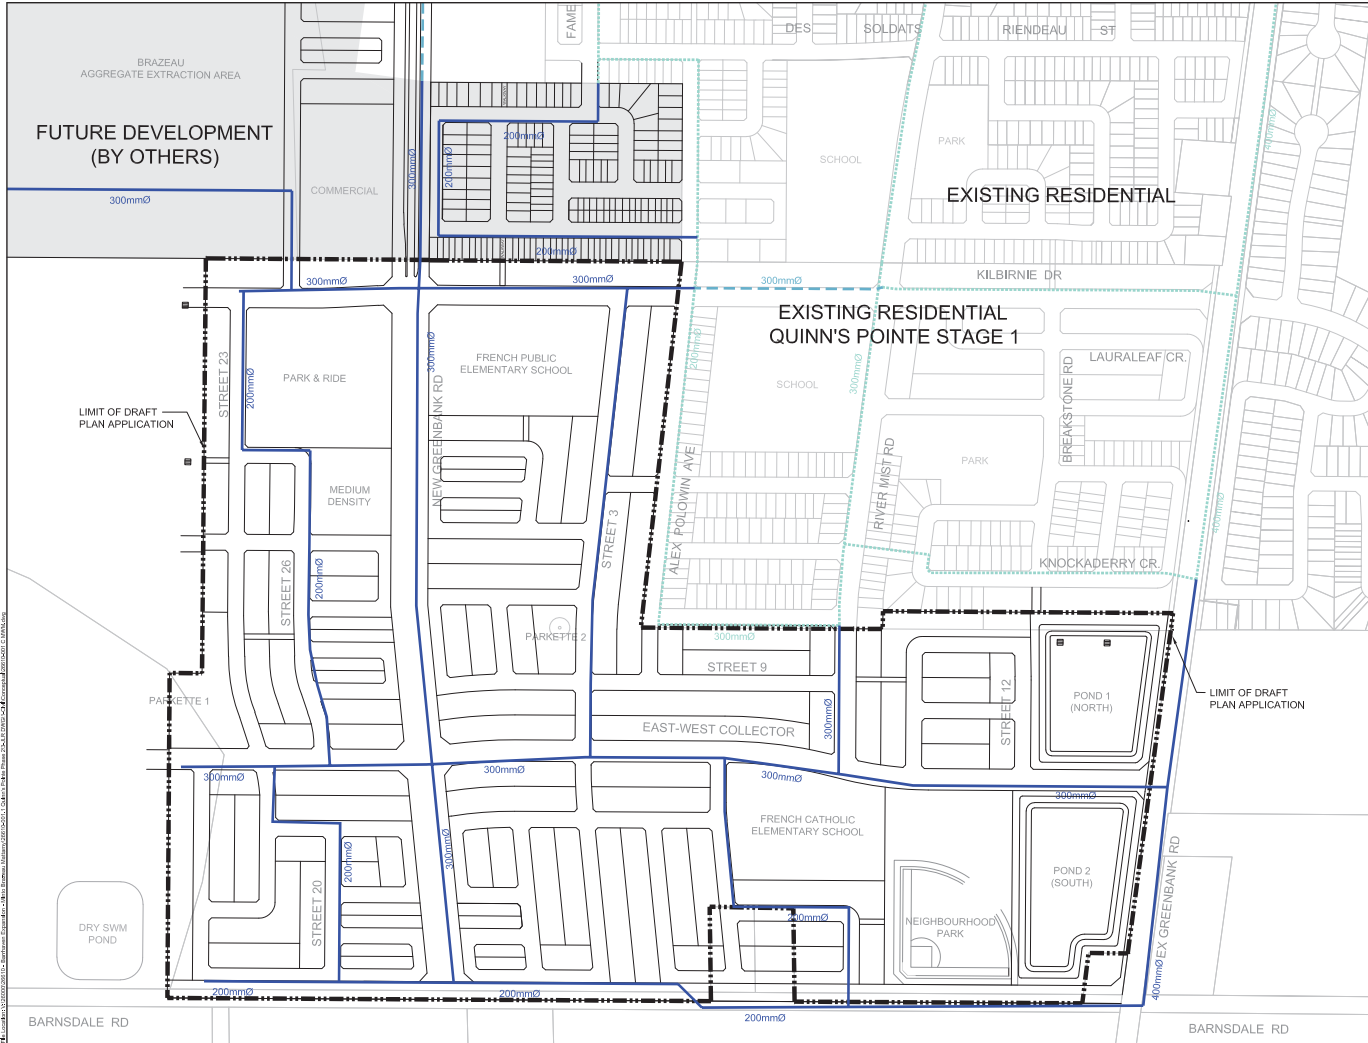 FAME
DES
SOLDATS
RIENDEAU
ST
BRAZEAU
AGGREGATE EXTRACTION AREA
FUTURE DEVELOPMENT
(BY OTHERS)
COMMERCIAL
300mmØ
300mmØ
200mmØ
200mmØ
200mmØ
SCHOOL
PARK
400mmØ
EXISTING RESIDENTIAL
KILBIRNIE DR
300mmØ
300mmØ
300mmØ
EXISTING RESIDENTIAL
QUINN'S POINTE STAGE 1
STREET 23
200mmØ
PARK & RIDE
300mmØ
NEW GREENBANK RD
FRENCH PUBLIC
ELEMENTARY SCHOOL
200mmØ
SCHOOL
300mmØ
LAURALEAF CR.
BREAKSTONE RD
LIMIT OF DRAFT
PLAN APPLICATION
MEDIUM
DENSITY
STREET 3
ALEX POLOWIN AVE
RIVER MIST RD
PARK
400mmØ
STREET 26
200mmØ
KNOCKADERRY CR.
PARKETTE 2
300mmØ
STREET 9
PARKETTE 1
EAST-WEST COLLECTOR
300mmØ
STREET 12
POND 1
(NORTH)
LIMIT OF DRAFT
PLAN APPLICATION
300mmØ
300mmØ
300mmØ
300mmØ
FRENCH CATHOLIC
ELEMENTARY SCHOOL
200mmØ
300mmØ
POND 2
(SOUTH)
EX GREENBANK RD
STREET 20
DRY SWM
POND
200mmØ
NEIGHBOURHOOD
PARK
200mmØ
200mmØ
200mmØ
400mmØ
BARNSDALE RD
BARNSDALE RD